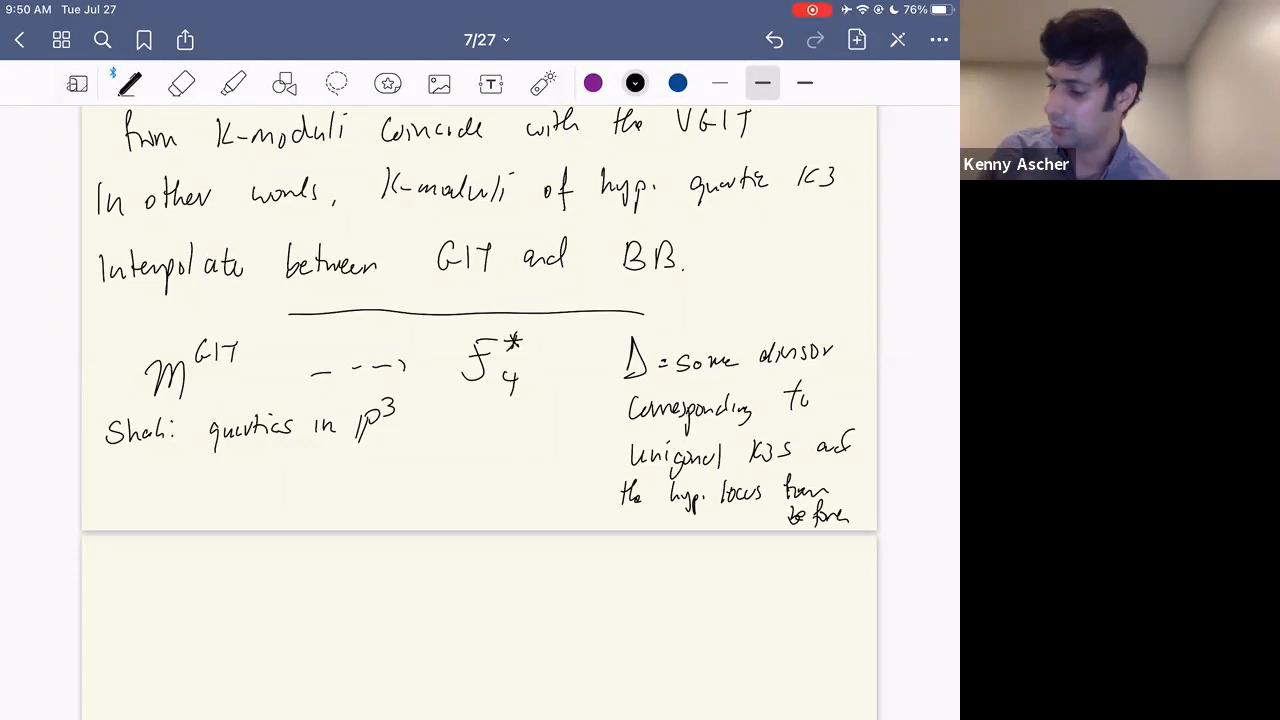 9:50 AM Tue Jul 27
76%
7/27
Kenny Ascher
from K-moduli coincide with the VGIT
In other words, K-moduli of hyp. quartic K3
interpolate between GIT and BB.
M^GIT ---> F_4^*
Shah: quartics in P^3
Δ = some divisor
corresponding to
unigonal K3s and
the hyp. locus from
before